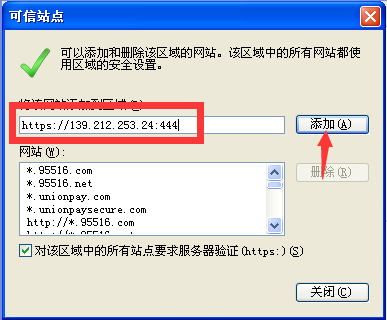 可信站点
可以添加和删除该区域的网站。该区域中的所有网站都使
用区域的安全设置。
将该网站添加到区域(D):
https://139.212.253.24:444
添加(A)
网站(W):
*.95516.com
删除(R)
*.95516.net
*.unionpay.com
*.unionpaysecure.com
http://*.95516.com
对该区域中的所有站点要求服务器验证(https:)(S)
关闭(C)